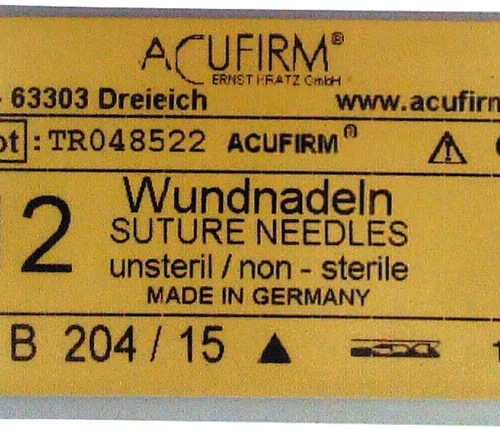 ACUFIRM®
ERNST KRATZ GmbH
63303 Dreieich www.acufirm
ot : TR048522 ACUFIRM®
12 Wundnadeln
SUTURE NEEDLES
unsteril / non - sterile
MADE IN GERMANY
B 204 / 15